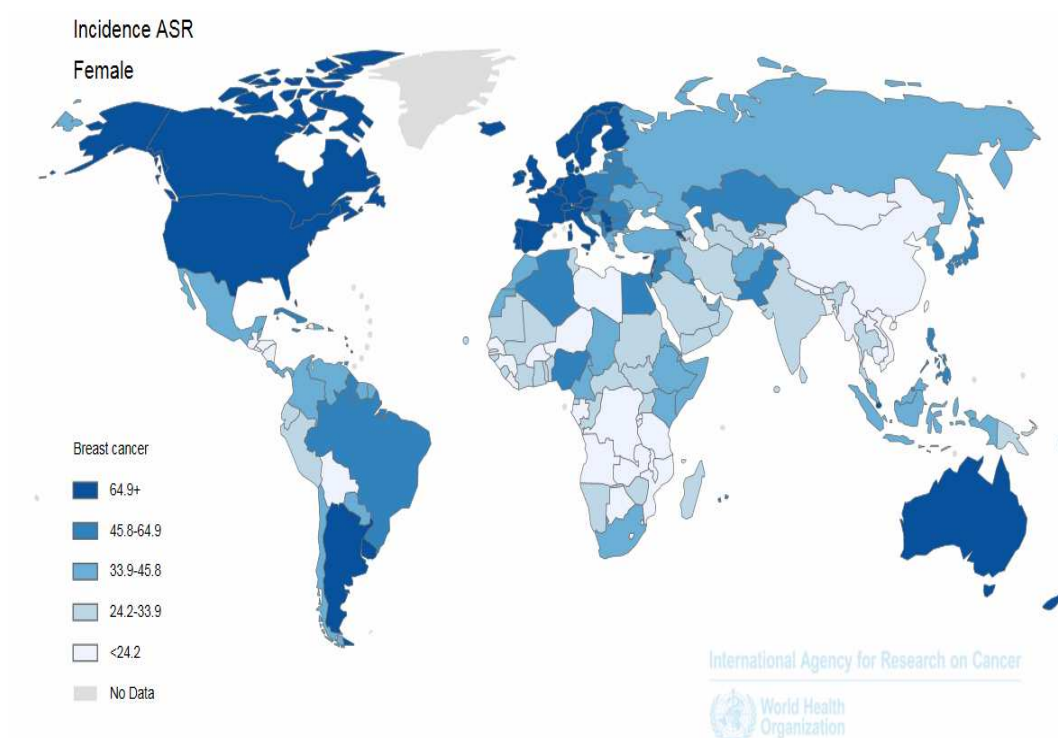 Incidence ASR
Female
Breast cancer
64.9+
45.8-64.9
33.9-45.8
24.2-33.9
<24.2
No Data
International Agency for Research on Cancer
World Health
Organization